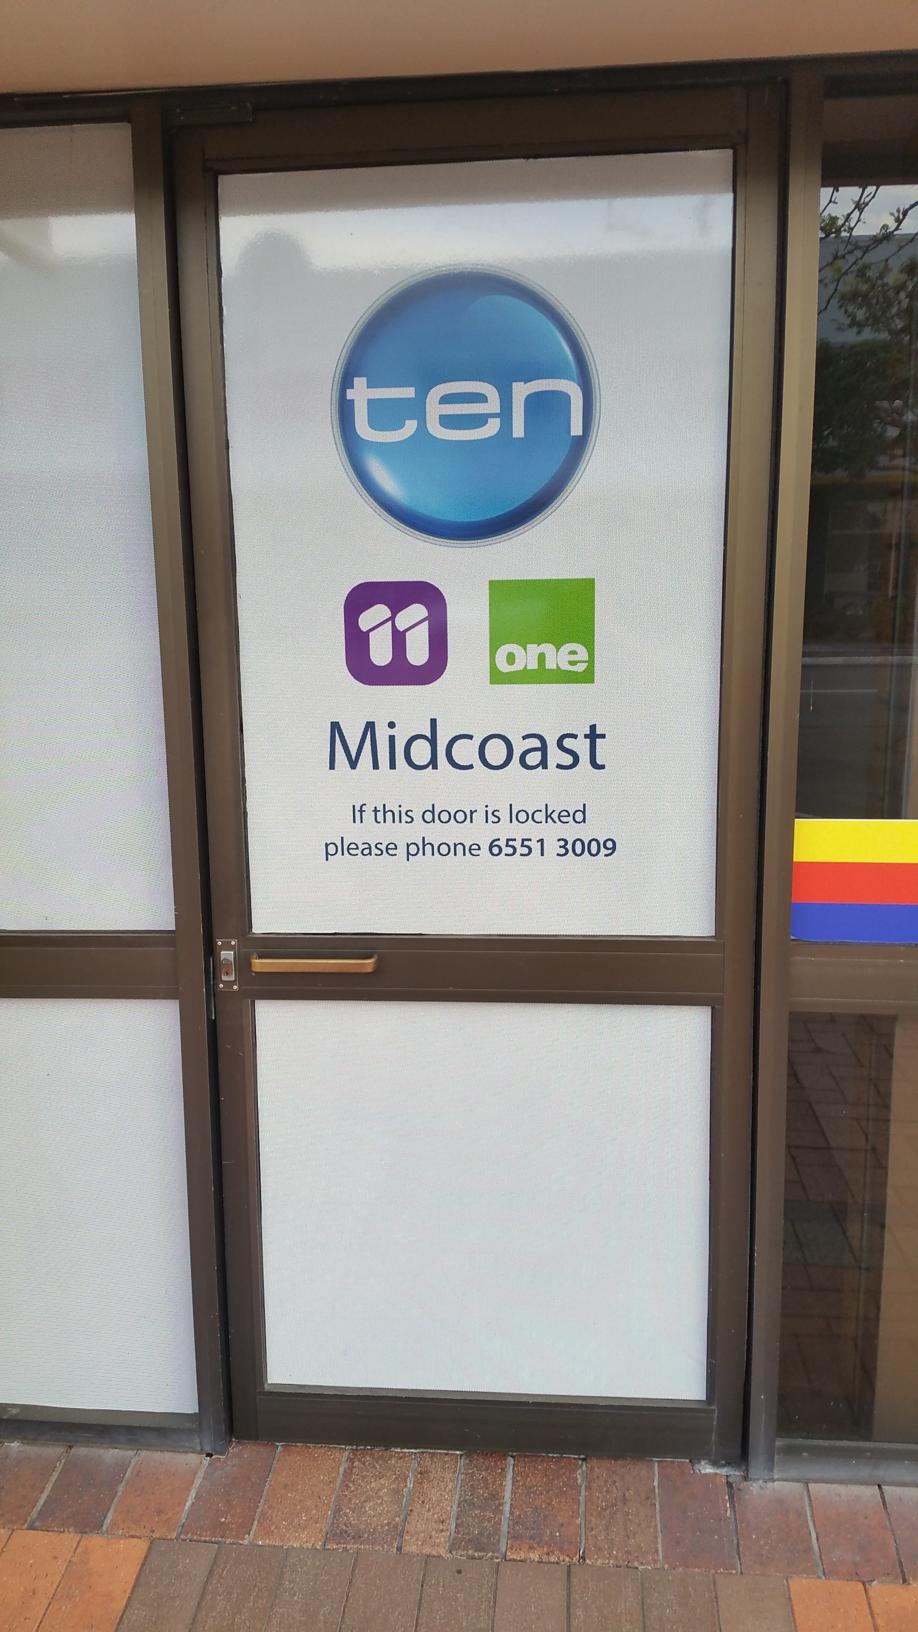 ten
11 one
Midcoast
If this door is locked
please phone 6551 3009